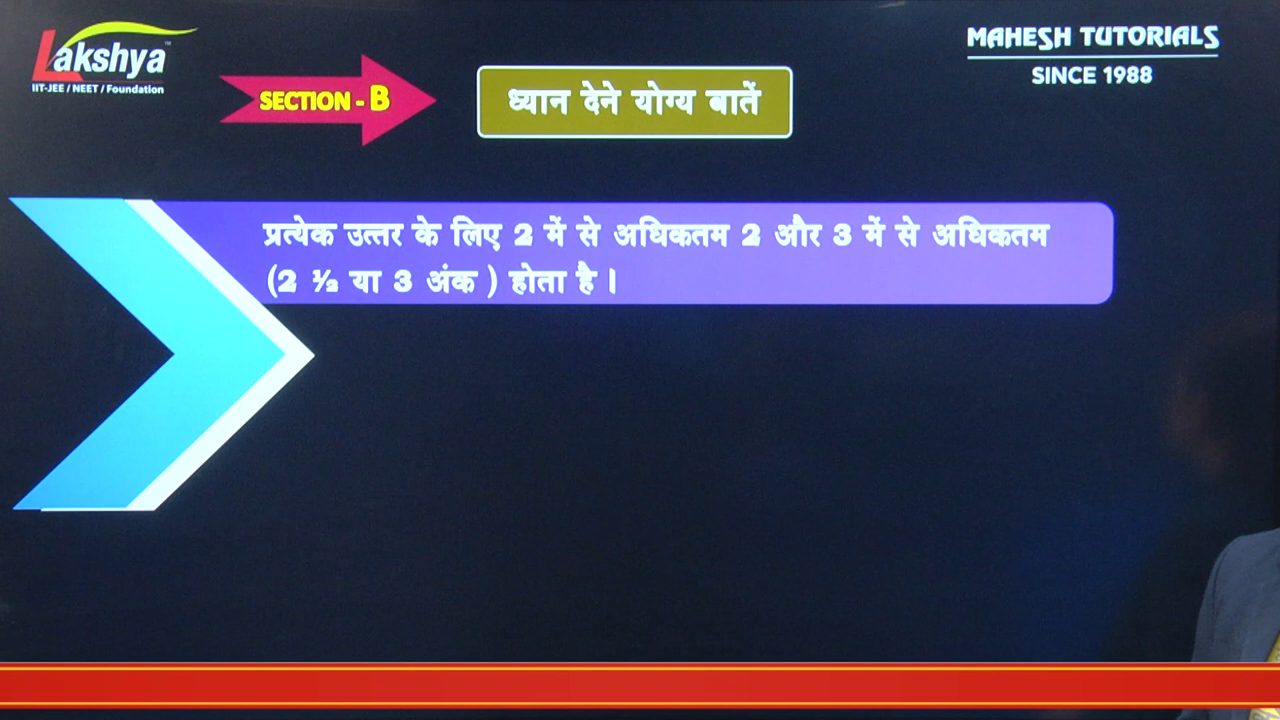 Lakshya
IIT-JEE / NEET / Foundation
MAHESH TUTORIALS
SINCE 1988
SECTION - B
ध्यान देने योग्य बातें
प्रत्येक उत्तर के लिए 2 में से अधिकतम 2 और 3 में से अधिकतम
(2 ½ या 3 अंक ) होता है ।